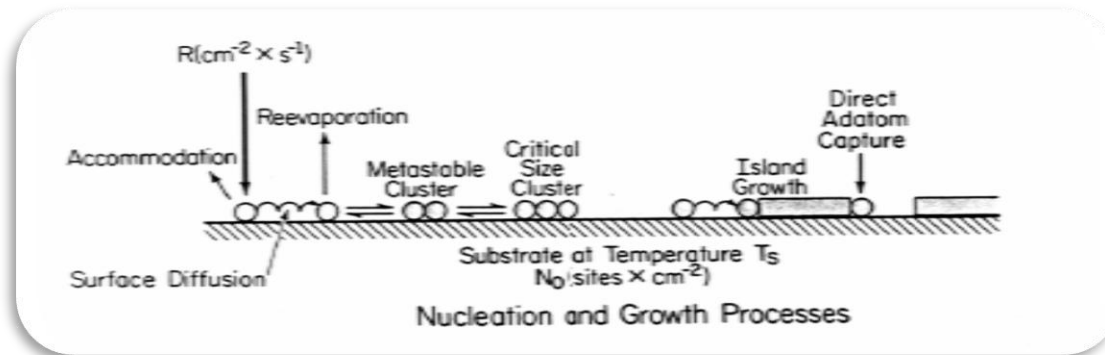 R(cm-2 × s-1)
Reevaporation
Accommodation
Metastable
Cluster
Critical
Size
Cluster
Island
Growth
Direct
Adatom
Capture
Surface Diffusion
Substrate at Temperature TS
NO (sites × cm-2)
Nucleation and Growth Processes